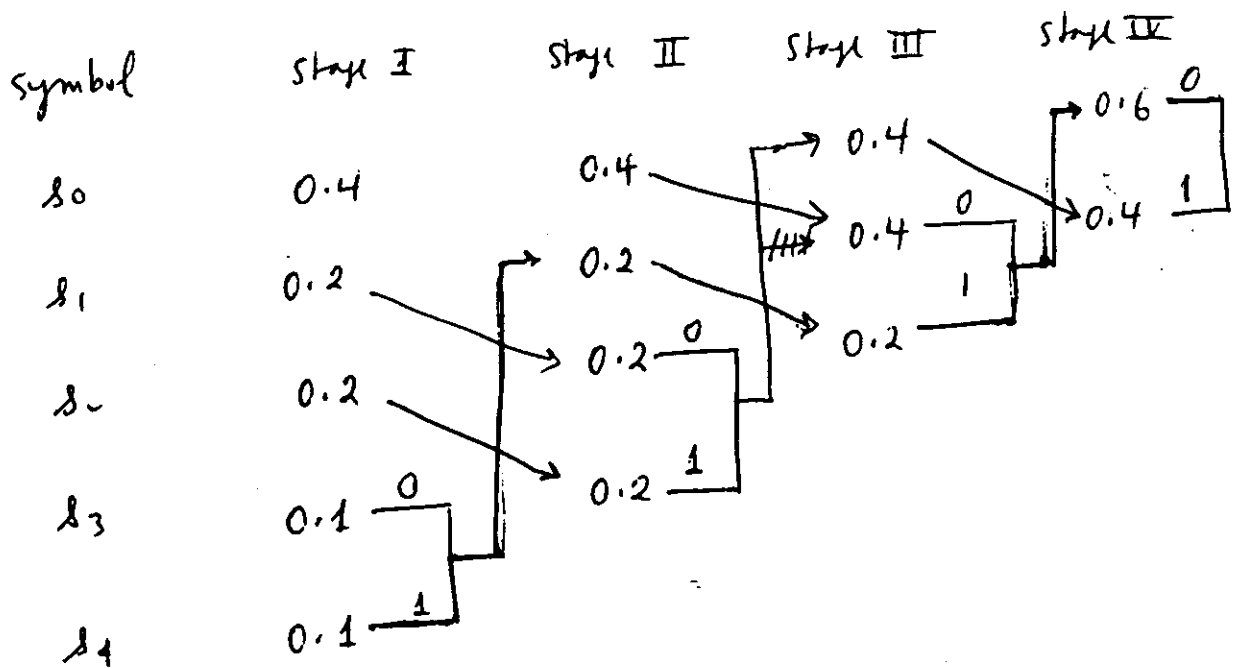 Symbol Stage I Stage II Stage III Stage IV
0.6 0
0.4
s0 0.4 0.4 0.4 1
0.4 0
s1 0.2 0.2
1
0.2 0 0.2
s2 0.2
0.2 1
s3 0.1 0
s4 0.1 1